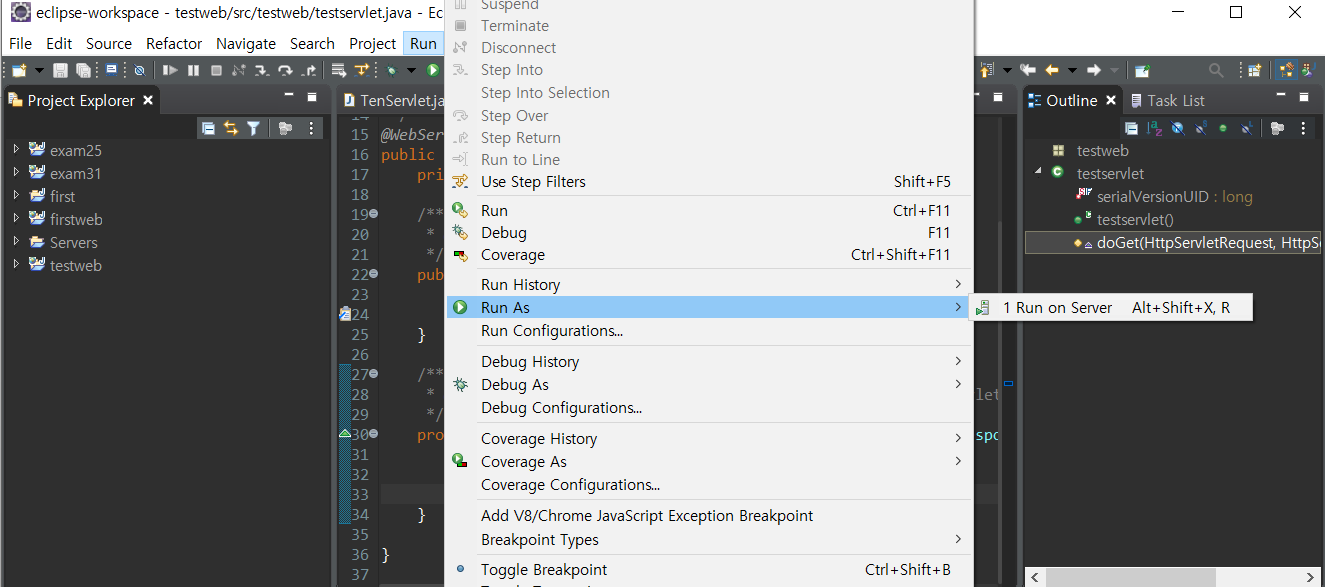 eclipse-workspace - testweb/src/testweb/testservlet.java - Ec
File Edit Source Refactor Navigate Search Project Run
Project Explorer
exam25
exam31
first
firstweb
Servers
testweb
TenServlet.ja
14
15 @WebSer
16 public
17 pri
18
19 /**
20 *
21 */
22 pub
23
24
25 }
26
27 /**
28 * let
29 */
30 pro spo
31
32
33
34 }
35
36 }
37
Suspend
Terminate
Disconnect
Step Into
Step Into Selection
Step Over
Step Return
Run to Line
Use Step Filters Shift+F5
Run Ctrl+F11
Debug F11
Coverage Ctrl+Shift+F11
Run History
Run As
Run Configurations...
Debug History
Debug As
Debug Configurations...
Coverage History
Coverage As
Coverage Configurations...
Add V8/Chrome JavaScript Exception Breakpoint
Breakpoint Types
Toggle Breakpoint Ctrl+Shift+B
1 Run on Server Alt+Shift+X, R
Outline Task List
testweb
testservlet
serialVersionUID : long
testservlet()
doGet(HttpServletRequest, HttpSe